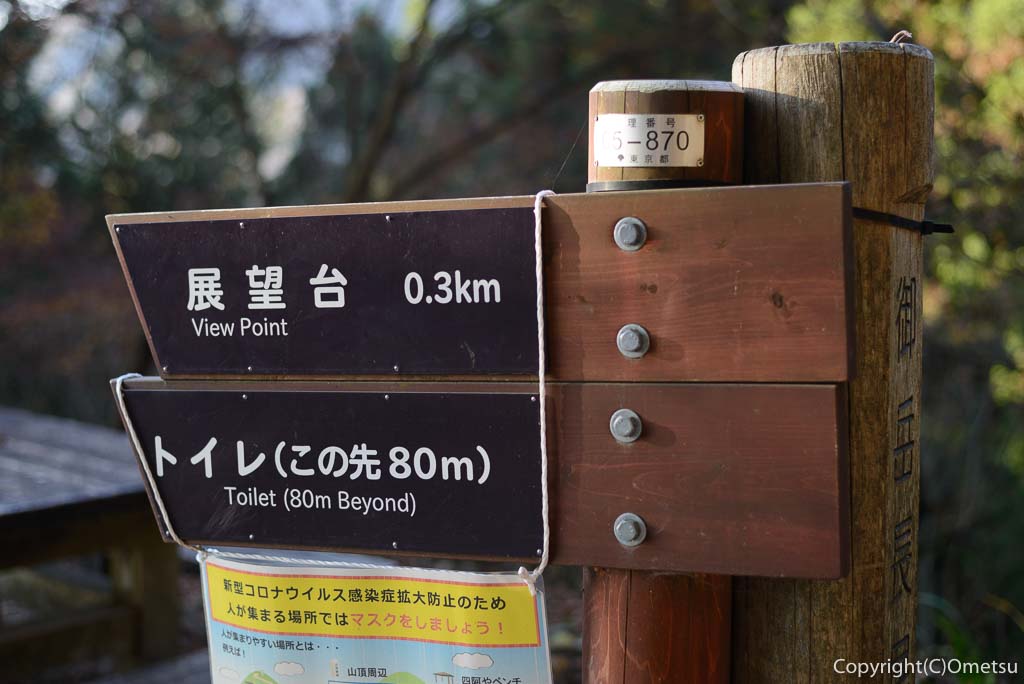 理番号
05-870
東京都
展望台 0.3km
View Point
トイレ(この先80m)
Toilet (80m Beyond)
御岳長
新型コロナウイルス感染症拡大防止のため
人が集まる場所ではマスクをしましょう!
人が集まりやすい場所とは・・・
例えば!
山頂周辺
四阿やベンチ
Copyright(C)Ometsu